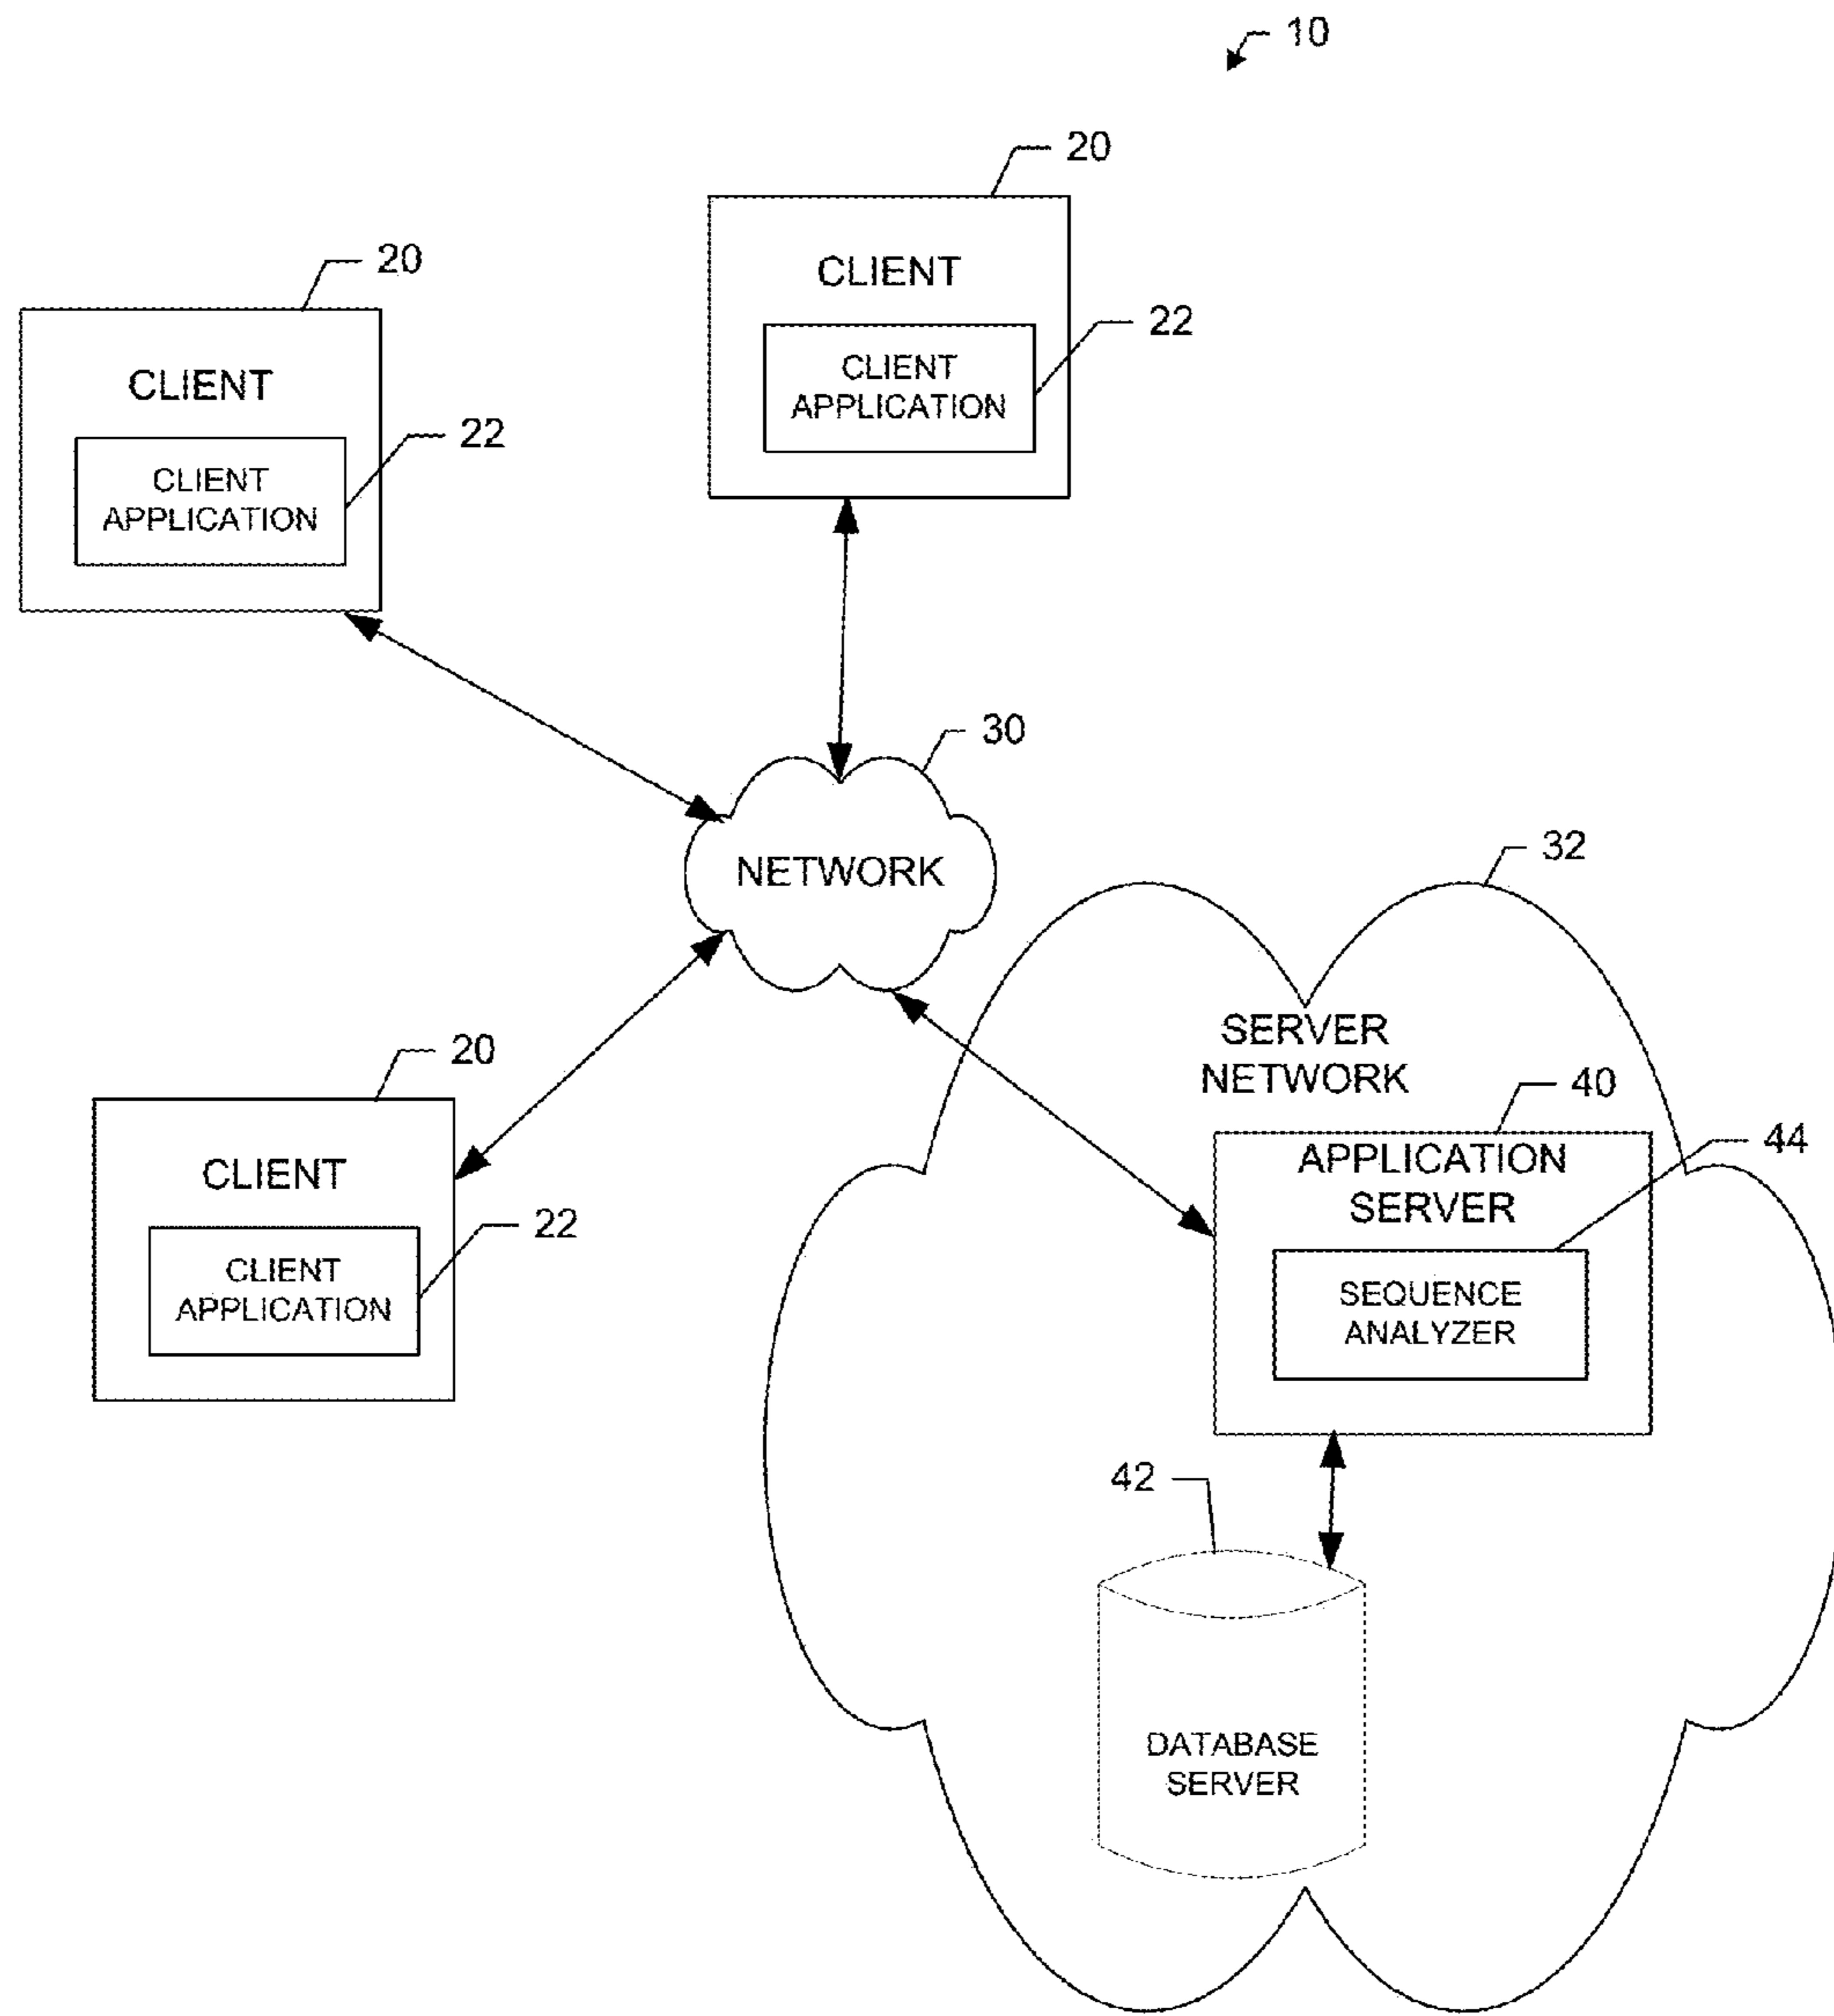 10
20
CLIENT
22
CLIENT
APPLICATION
20
CLIENT
22
CLIENT
APPLICATION
30
NETWORK
32
SERVER
NETWORK
20
CLIENT
22
CLIENT
APPLICATION
40
APPLICATION
SERVER
44
SEQUENCE
ANALYZER
42
DATABASE
SERVER